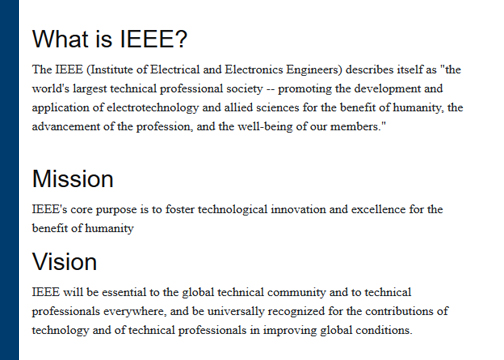 What is IEEE?
The IEEE (Institute of Electrical and Electronics Engineers) describes itself as "the
world's largest technical professional society -- promoting the development and
application of electrotechnology and allied sciences for the benefit of humanity, the
advancement of the profession, and the well-being of our members."
Mission
IEEE's core purpose is to foster technological innovation and excellence for the
benefit of humanity
Vision
IEEE will be essential to the global technical community and to technical
professionals everywhere, and be universally recognized for the contributions of
technology and of technical professionals in improving global conditions.